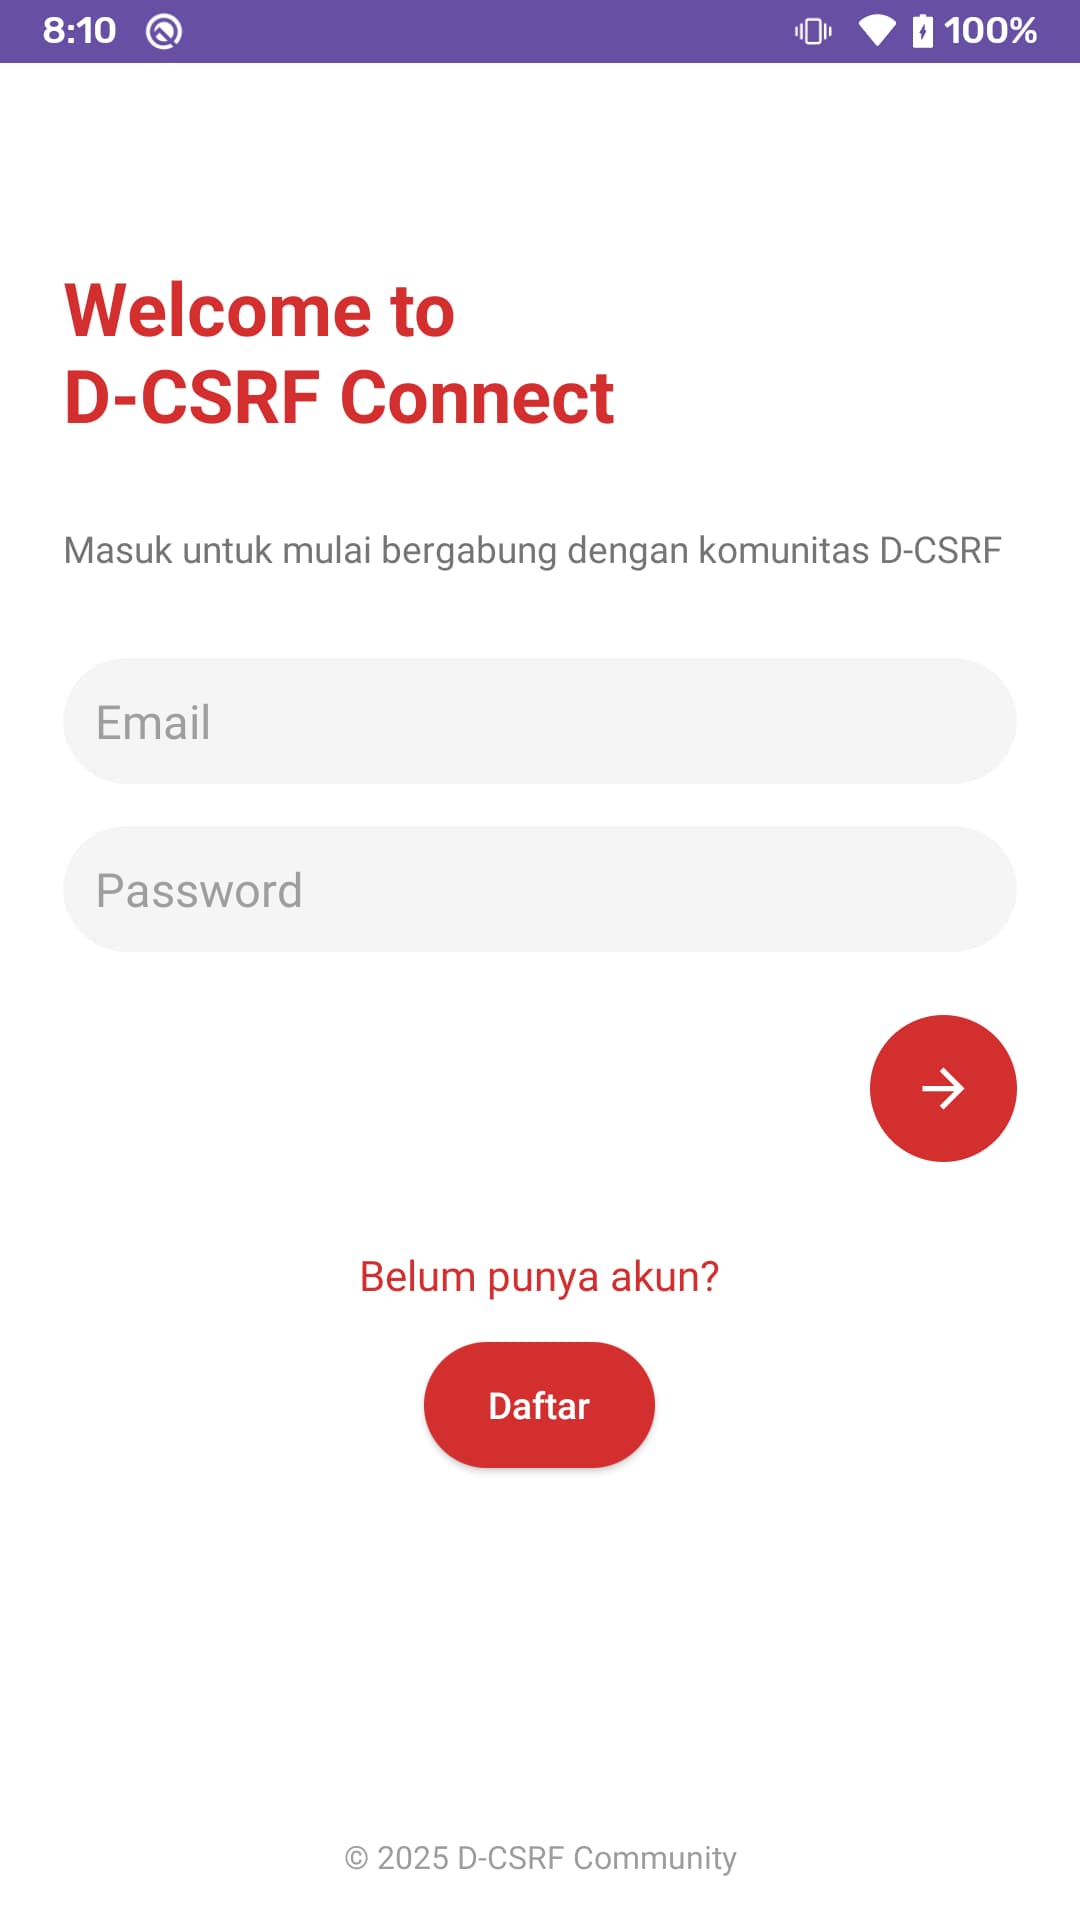 8:10
100%
Welcome to
D-CSRF Connect
Masuk untuk mulai bergabung dengan komunitas D-CSRF
Email
Password
Belum punya akun?
Daftar
© 2025 D-CSRF Community